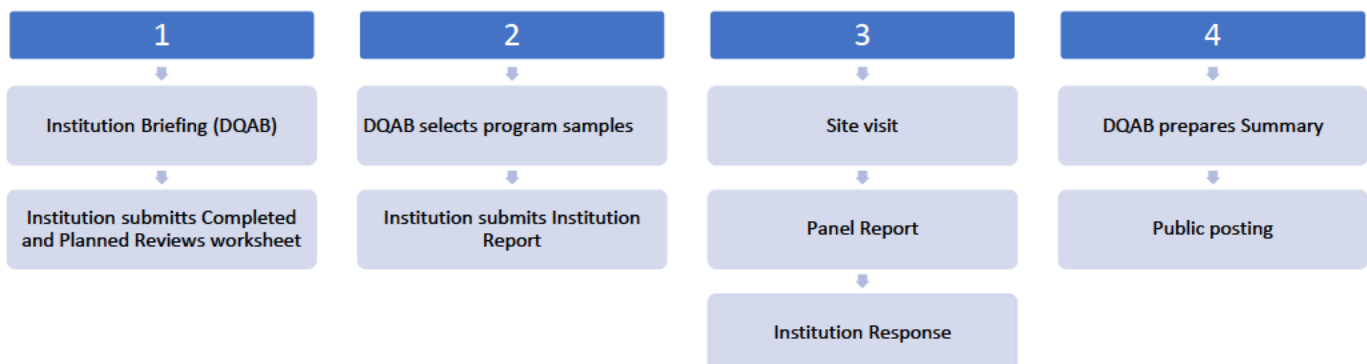 1
Institution Briefing (DQAB)
Institution submitts Completed
and Planned Reviews worksheet
2
DQAB selects program samples
Institution submits Institution
Report
3
Site visit
Panel Report
Institution Response
4
DQAB prepares Summary
Public posting